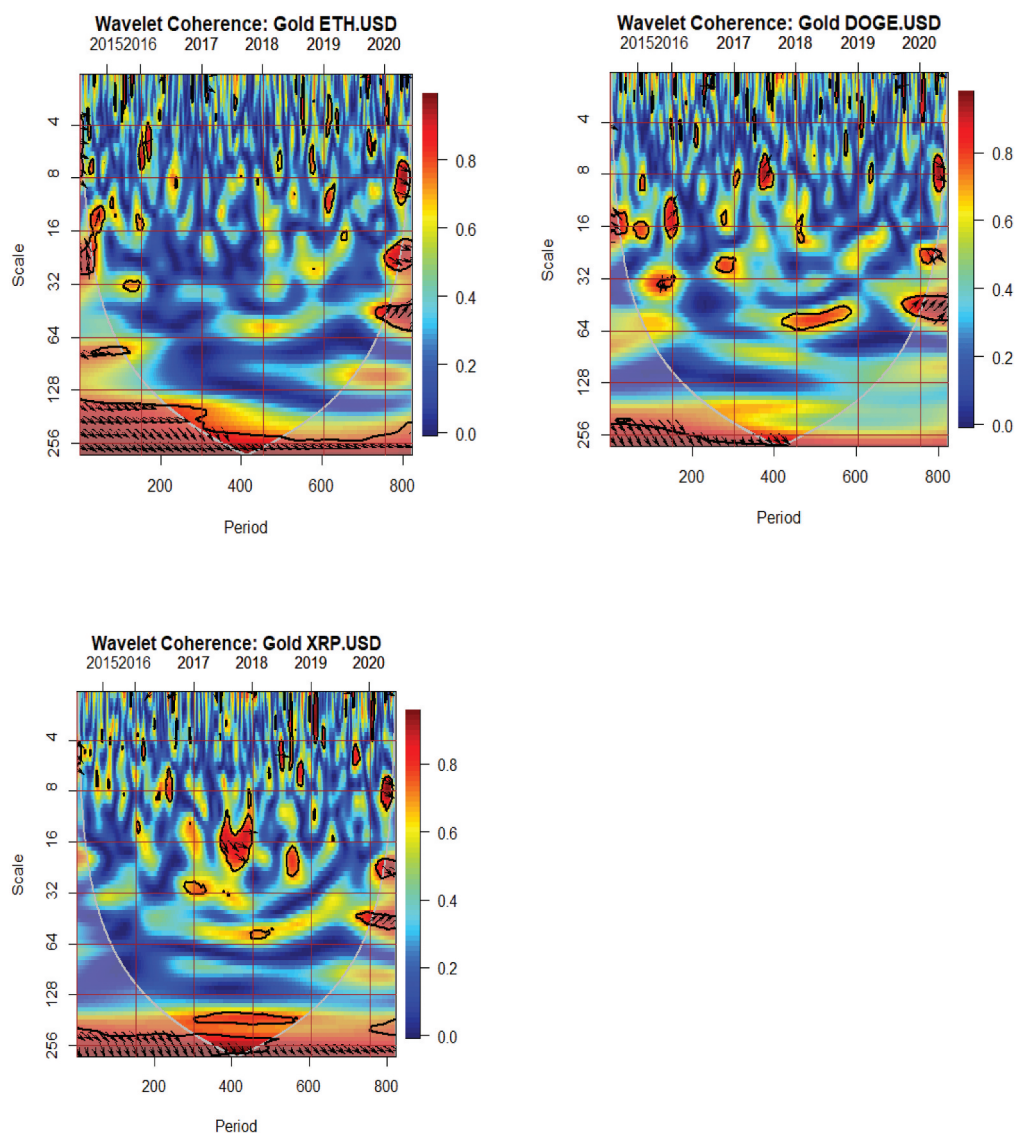 Wavelet Coherence: Gold ETH.USD
20152016 2017 2018 2019 2020
Scale
4
8
16
32
64
128
256
0.8
0.6
0.4
0.2
0.0
200 400 600 800
Period
Wavelet Coherence: Gold DOGE.USD
20152016 2017 2018 2019 2020
Scale
4
8
16
32
64
128
256
0.8
0.6
0.4
0.2
0.0
200 400 600 800
Period
Wavelet Coherence: Gold XRP.USD
20152016 2017 2018 2019 2020
Scale
4
8
16
32
64
128
256
0.8
0.6
0.4
0.2
0.0
200 400 600 800
Period